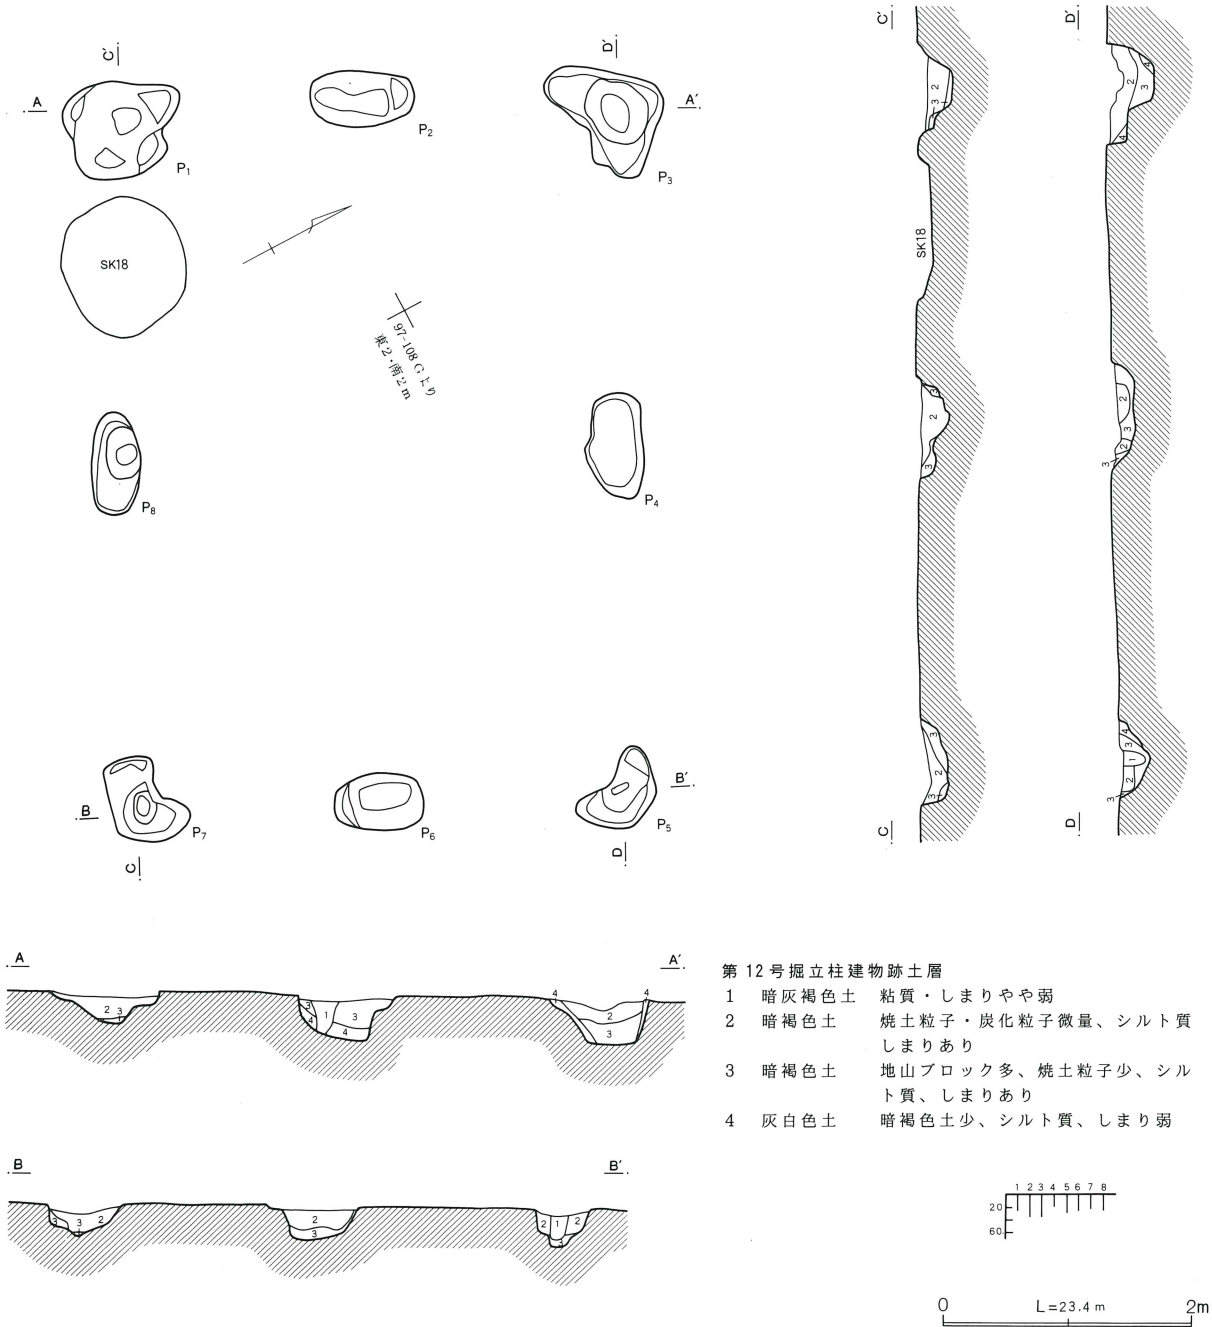 C′
D′
C′
D′
A
A′
P1
P2
P3
SK18
SK18
97-108Gより
東2・南2m
P8
P4
B
B′
P7
P6
P5
C
D
C
D
2
3
2
3
4
4
3
2
3
2
3
2
3
3
2
3
4
3
1
2
3
A
A′
2 3
3 4 1 3 4
4 2 3 4
B
B′
3 3 2
2 3
2 1 2 3
第12号掘立柱建物跡土層
1 暗灰褐色土 粘質・しまりやや弱
2 暗褐色土 焼土粒子・炭化粒子微量、シルト質
しまりあり
3 暗褐色土 地山ブロック多、焼土粒子少、シル
ト質、しまりあり
4 灰白色土 暗褐色土少、シルト質、しまり弱
1 2 3 4 5 6 7 8
20
60
0 L=23.4m 2m